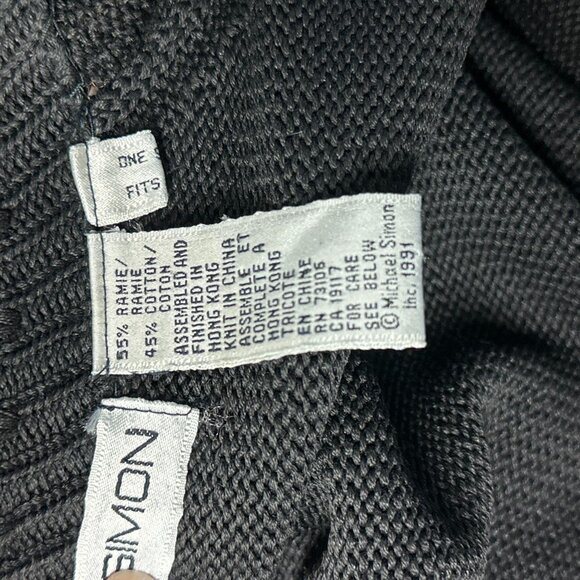 ONE
FITS
55% RAMIE/
RAMIE
45% COTTON/
COTON
ASSEMBLED AND
FINISHED IN
HONG KONG
KNIT IN CHINA
ASSEMBLE ET
COMPLETE A
HONG KONG
TRICOTE
EN CHINE
RN 79106
CA 19117
FOR CARE
SEE BELOW
© Michael Simon
Inc, 1991
SIMON